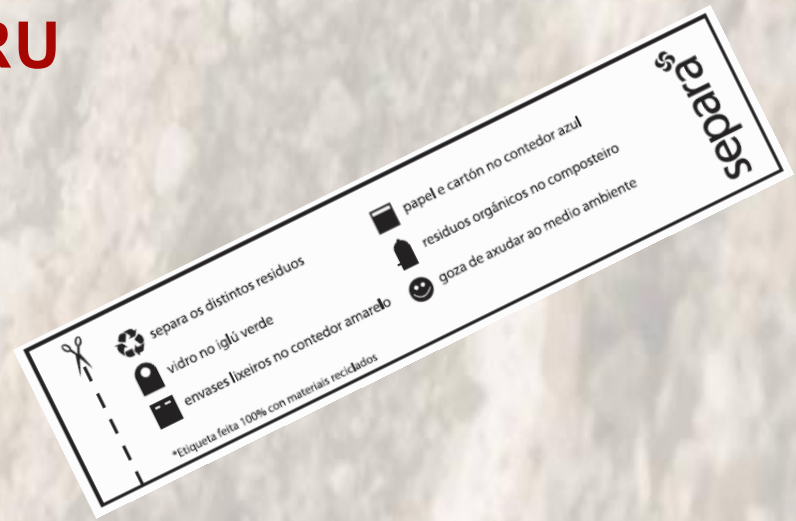 RU
separa os distintos residuos
vidro no iglú verde
envases lixeiros no contedor amarelo
*Etiqueta feita 100% con materiais reciclados
papel e cartón no contedor azul
residuos orgánicos no composteiro
goza de axudar ao medio ambiente
separa